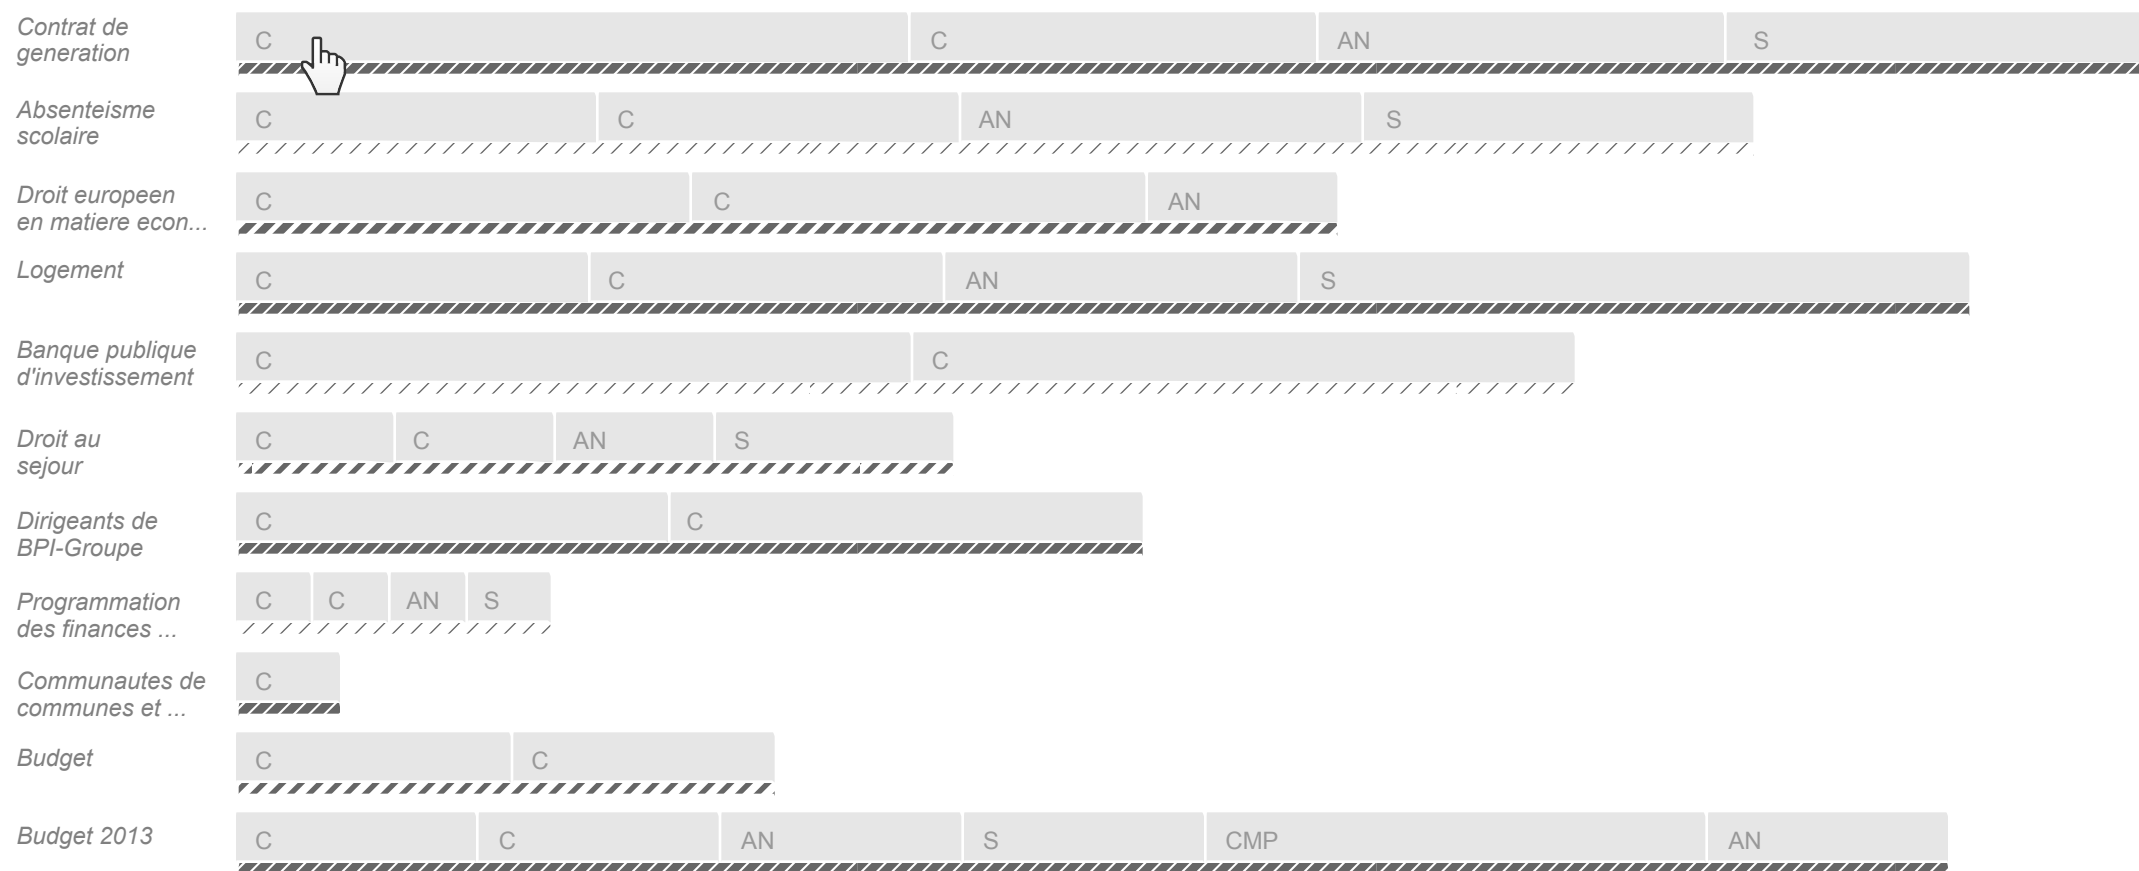 Contrat de
generation
C C AN S
Absenteisme
scolaire
C C AN S
Droit europeen
en matiere econ...
C C AN
Logement
C C AN S
Banque publique
d'investissement
C C
Droit au
sejour
C C AN S
Dirigeants de
BPI-Groupe
C C
Programmation
des finances ...
C C AN S
Communautes de
communes et ...
C
Budget
C C
Budget 2013
C C AN S CMP AN